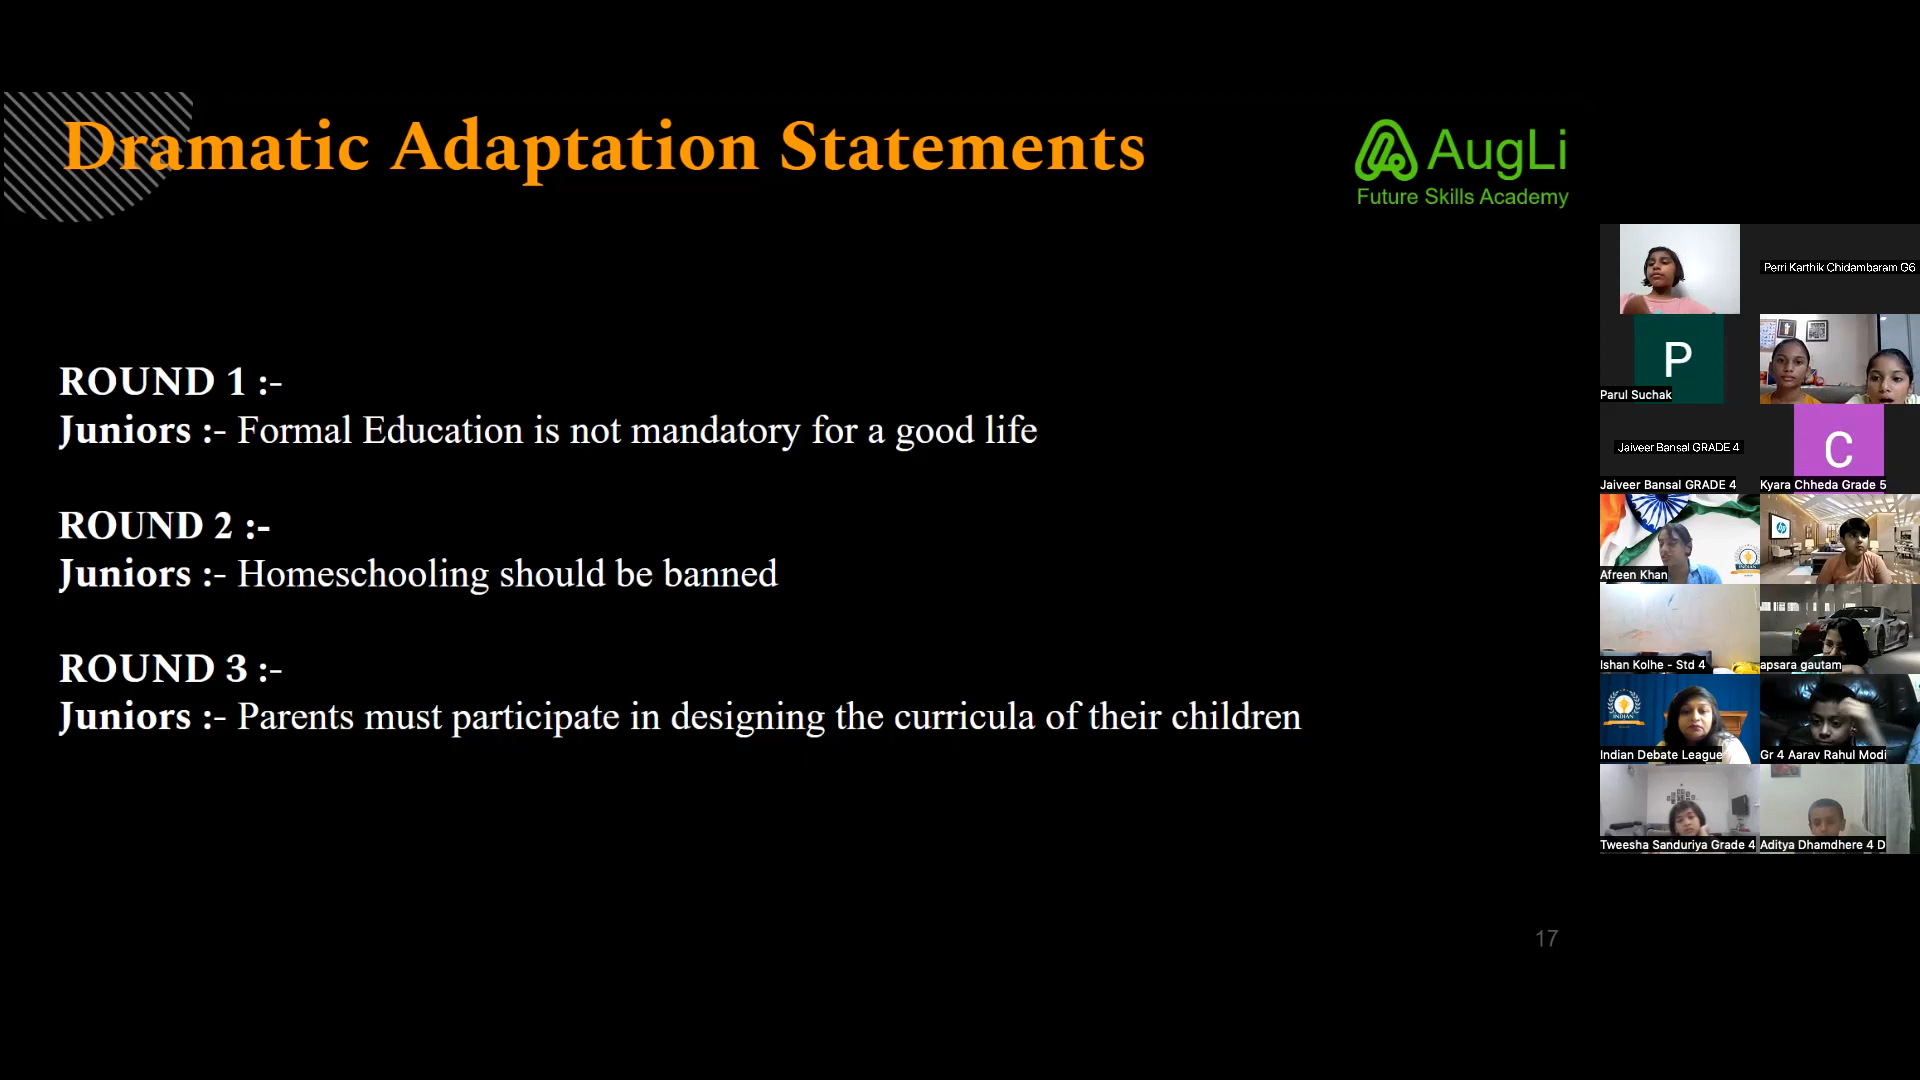 Dramatic Adaptation Statements
AugLi
Future Skills Academy
ROUND 1 :-
Juniors :- Formal Education is not mandatory for a good life
ROUND 2 :-
Juniors :- Homeschooling should be banned
ROUND 3 :-
Juniors :- Parents must participate in designing the curricula of their children
17
Perri Karthik Chidambaram G6
P
Parul Suchak
Jaiveer Bansal GRADE 4
C
Jaiveer Bansal GRADE 4
Kyara Chheda Grade 5
hp
INDIAN
Afreen Khan
Ishan Kolhe - Std 4
apsara gautam
INDIAN
Indian Debate League
Gr 4 Aarav Rahul Modi
Tweesha Sanduriya Grade 4
Aditya Dhamdhere 4 D